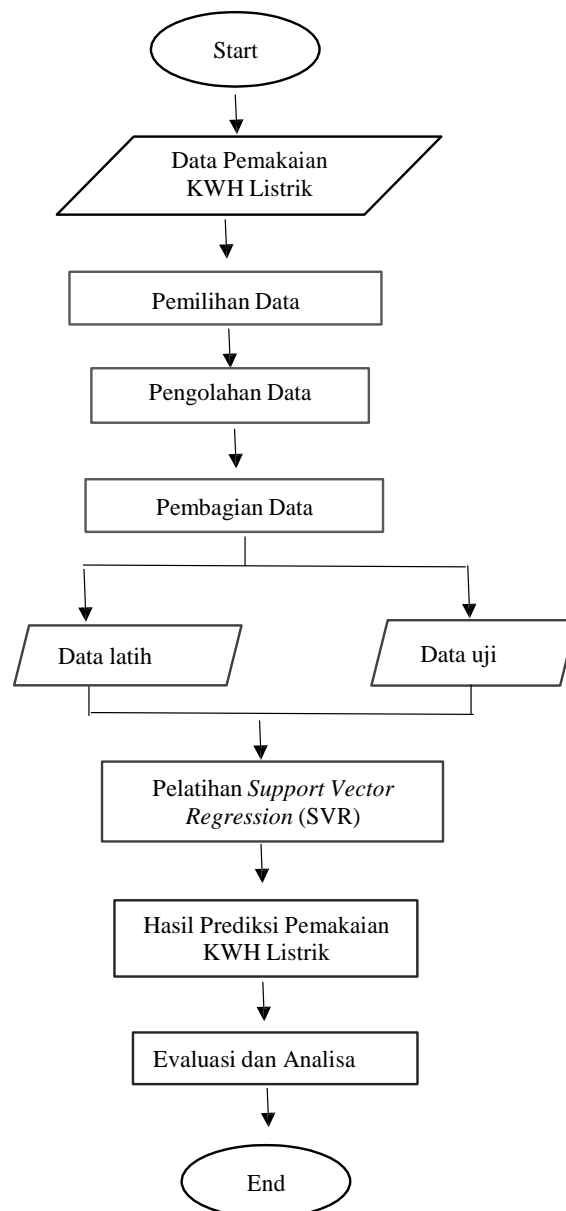 Start
Data Pemakaian
KWH Listrik
Pemilihan Data
Pengolahan Data
Pembagian Data
Data latih
Data uji
Pelatihan Support Vector
Regression (SVR)
Hasil Prediksi Pemakaian
KWH Listrik
Evaluasi dan Analisa
End